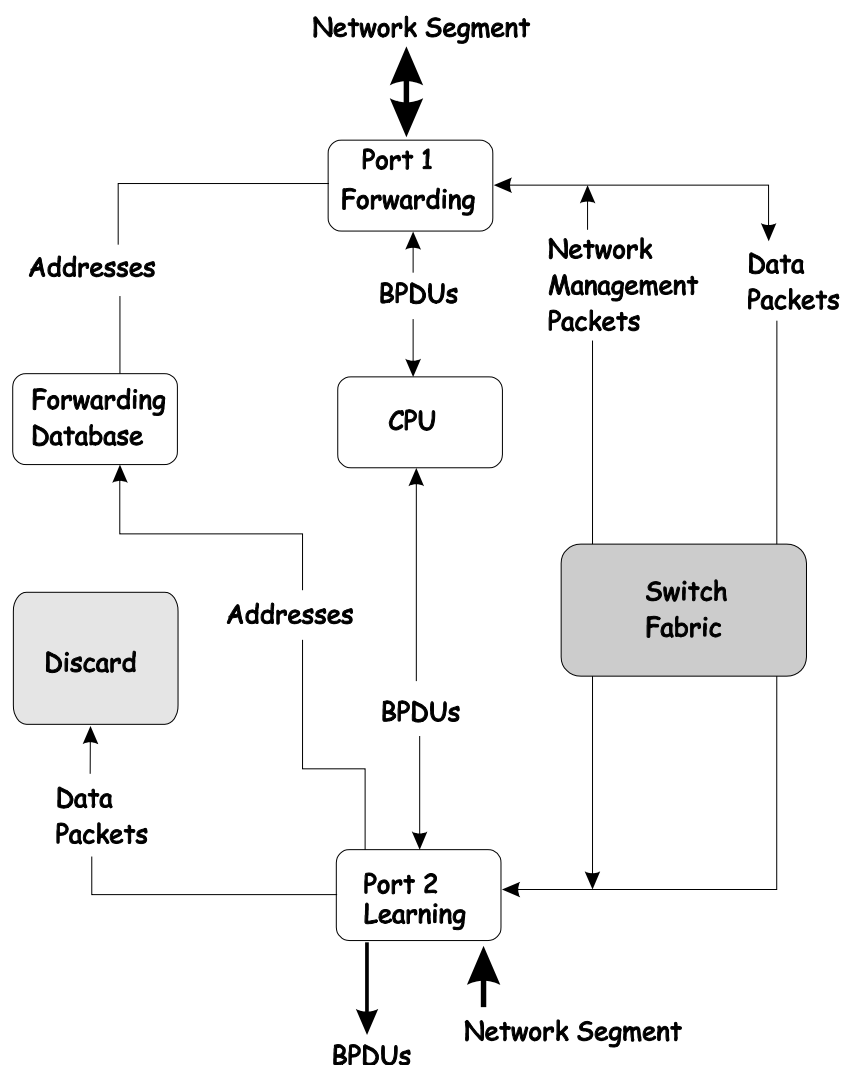 Network Segment
Port 1
Forwarding
Addresses
BPDUs
Network
Management
Packets
Data
Packets
Forwarding
Database
CPU
Switch
Fabric
Addresses
Discard
BPDUs
Data
Packets
Port 2
Learning
Network Segment
BPDUs